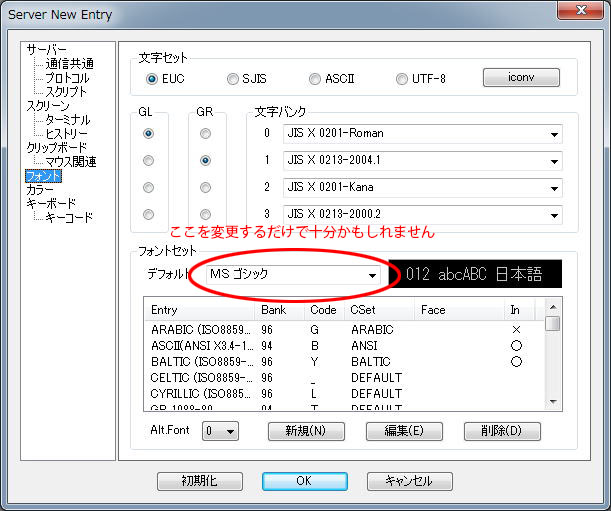 Server New Entry
サーバー
通信共通
プロトコル
スクリプト
スクリーン
ターミナル
ヒストリー
クリップボード
マウス関連
フォント
カラー
キーボード
キーコード
文字セット
EUC SJIS ASCII UTF-8 iconv
GL GR 文字バンク
0 JIS X 0201-Roman
1 JIS X 0213-2004.1
2 JIS X 0201-Kana
3 JIS X 0213-2000.2
ここを変更するだけで十分かもしれません
フォントセット
デフォルト MS ゴシック 012 abcABC 日本語
Entry Bank Code CSet Face In
ARABIC (ISO8859... 96 G ARABIC ×
ASCII(ANSI X3.4-1... 94 B ANSI ○
BALTIC (ISO8859-... 96 Y BALTIC ○
CELTIC (ISO8859-... 96 _ DEFAULT
CYRILLIC (ISO885... 96 L DEFAULT
GB 1988-80 94 T DEFAULT
Alt.Font 0 新規(N) 編集(E) 削除(D)
初期化 OK キャンセル